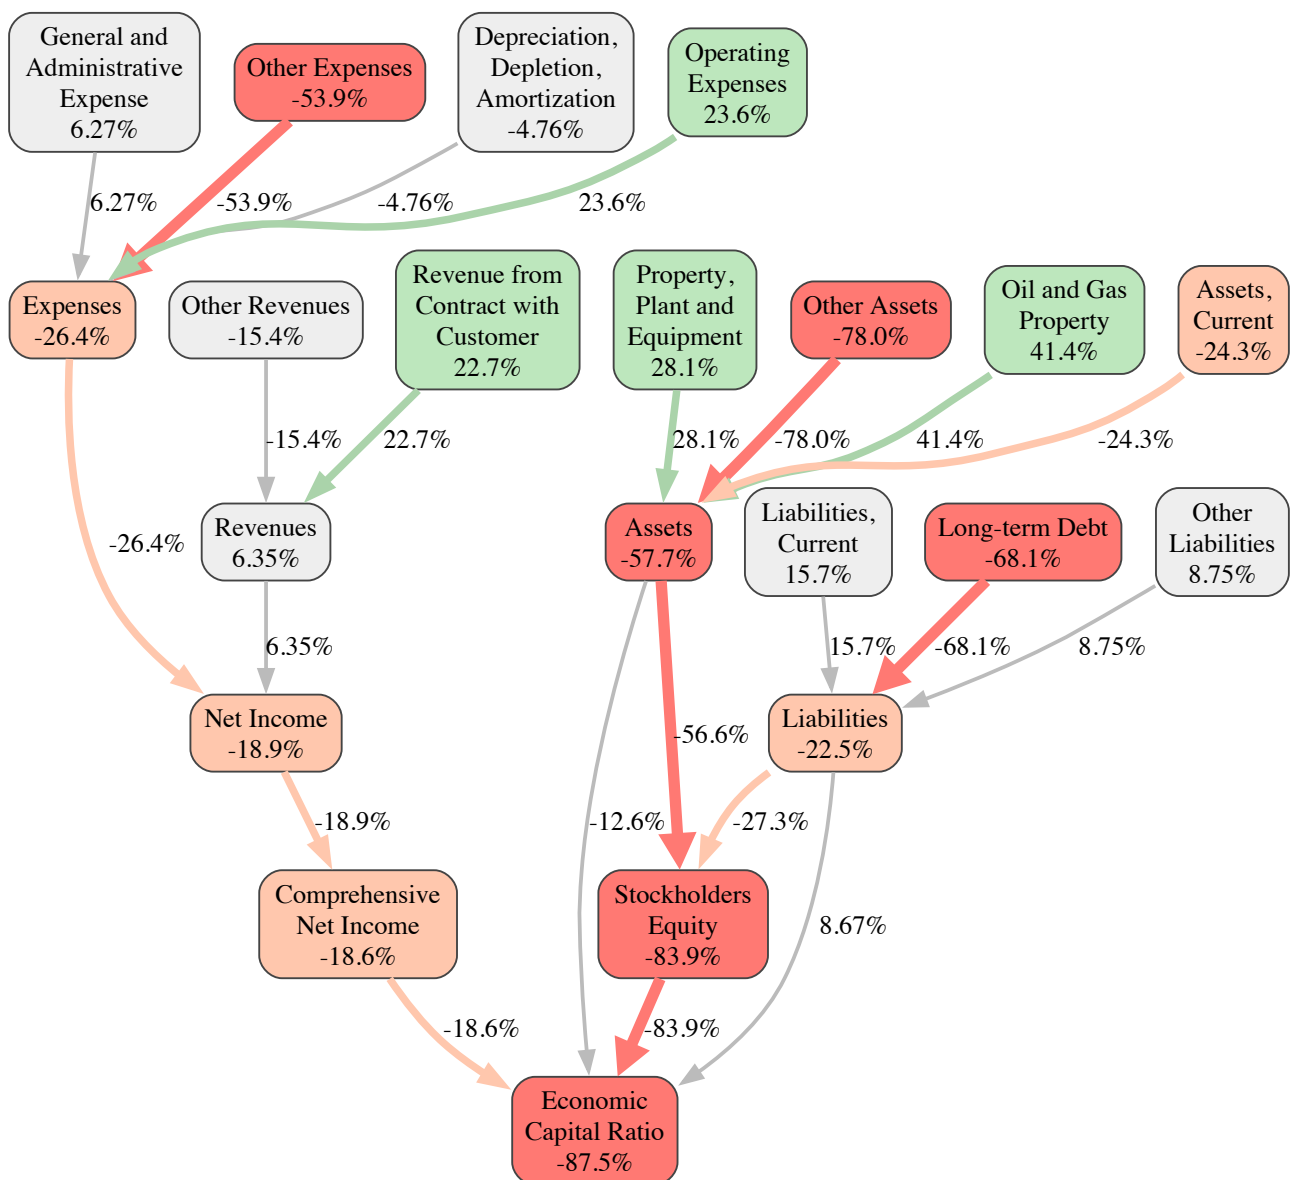 General and
Administrative
Expense
6.27%
Other Expenses
-53.9%
Depreciation,
Depletion,
Amortization
-4.76%
Operating
Expenses
23.6%
6.27%
-53.9%
-4.76%
23.6%
Expenses
-26.4%
Other Revenues
-15.4%
Revenue from
Contract with
Customer
22.7%
Property,
Plant and
Equipment
28.1%
Other Assets
-78.0%
Oil and Gas
Property
41.4%
Assets,
Current
-24.3%
-15.4%
22.7%
28.1%
-78.0%
41.4%
-24.3%
-26.4%
Revenues
6.35%
Assets
-57.7%
Liabilities,
Current
15.7%
Long-term Debt
-68.1%
Other
Liabilities
8.75%
6.35%
15.7%
-68.1%
8.75%
Net Income
-18.9%
-56.6%
Liabilities
-22.5%
-18.9%
-12.6%
-27.3%
Comprehensive
Net Income
-18.6%
Stockholders
Equity
-83.9%
8.67%
-18.6%
-83.9%
Economic
Capital Ratio
-87.5%